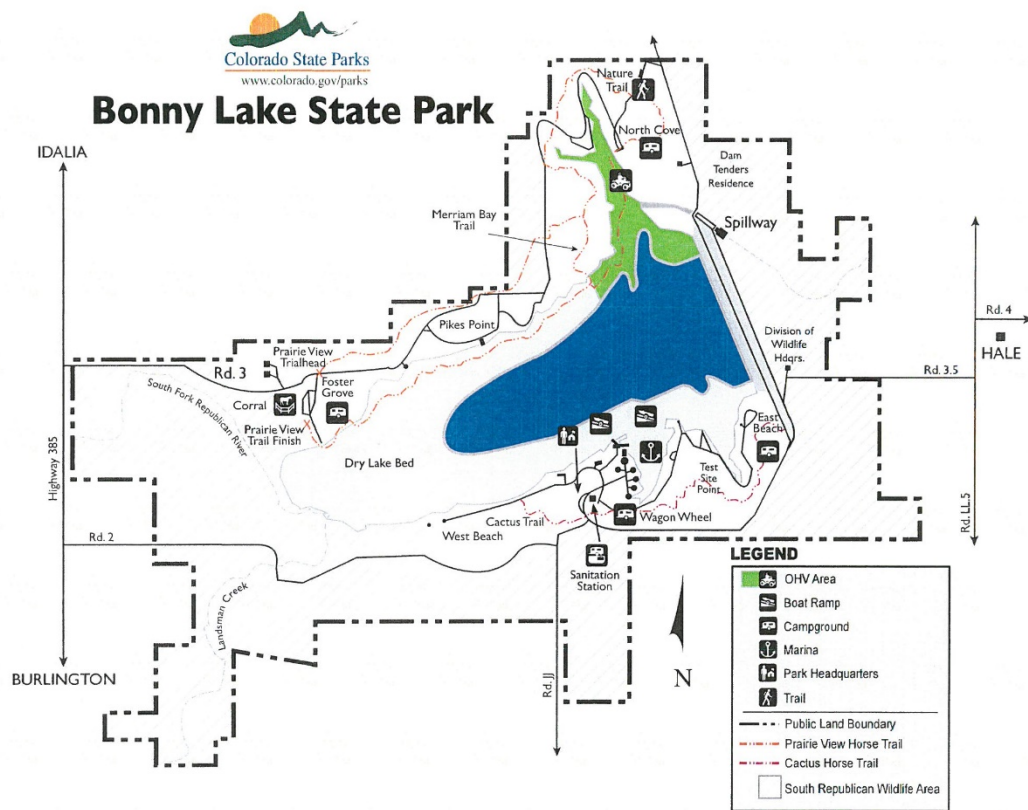 Colorado State Parks
www.colorado.gov/parks
Bonny Lake State Park
IDALIA
Nature
Trail
North Cove
Dam
Tenders
Residence
Merriam Bay
Trail
Spillway
Rd. 4
HALE
Pikes Point
Division of
Wildlife
Hdqrs.
Prairie View
Trialhead
Rd. 3
Rd. 3.5
South Fork Republican
River
Corral
Foster
Grove
Prairie View
Trail Finish
East
Beach
Highway 385
Dry Lake Bed
Test
Site
Point
Rd. LL.5
Cactus Trail
West Beach
Wagon Wheel
Rd. 2
Sanitation
Station
Landsman Creek
BURLINGTON
Rd. JJ
N
LEGEND
OHV Area
Boat Ramp
Campground
Marina
Park Headquarters
Trail
Public Land Boundary
Prairie View Horse Trail
Cactus Horse Trail
South Republican Wildlife Area